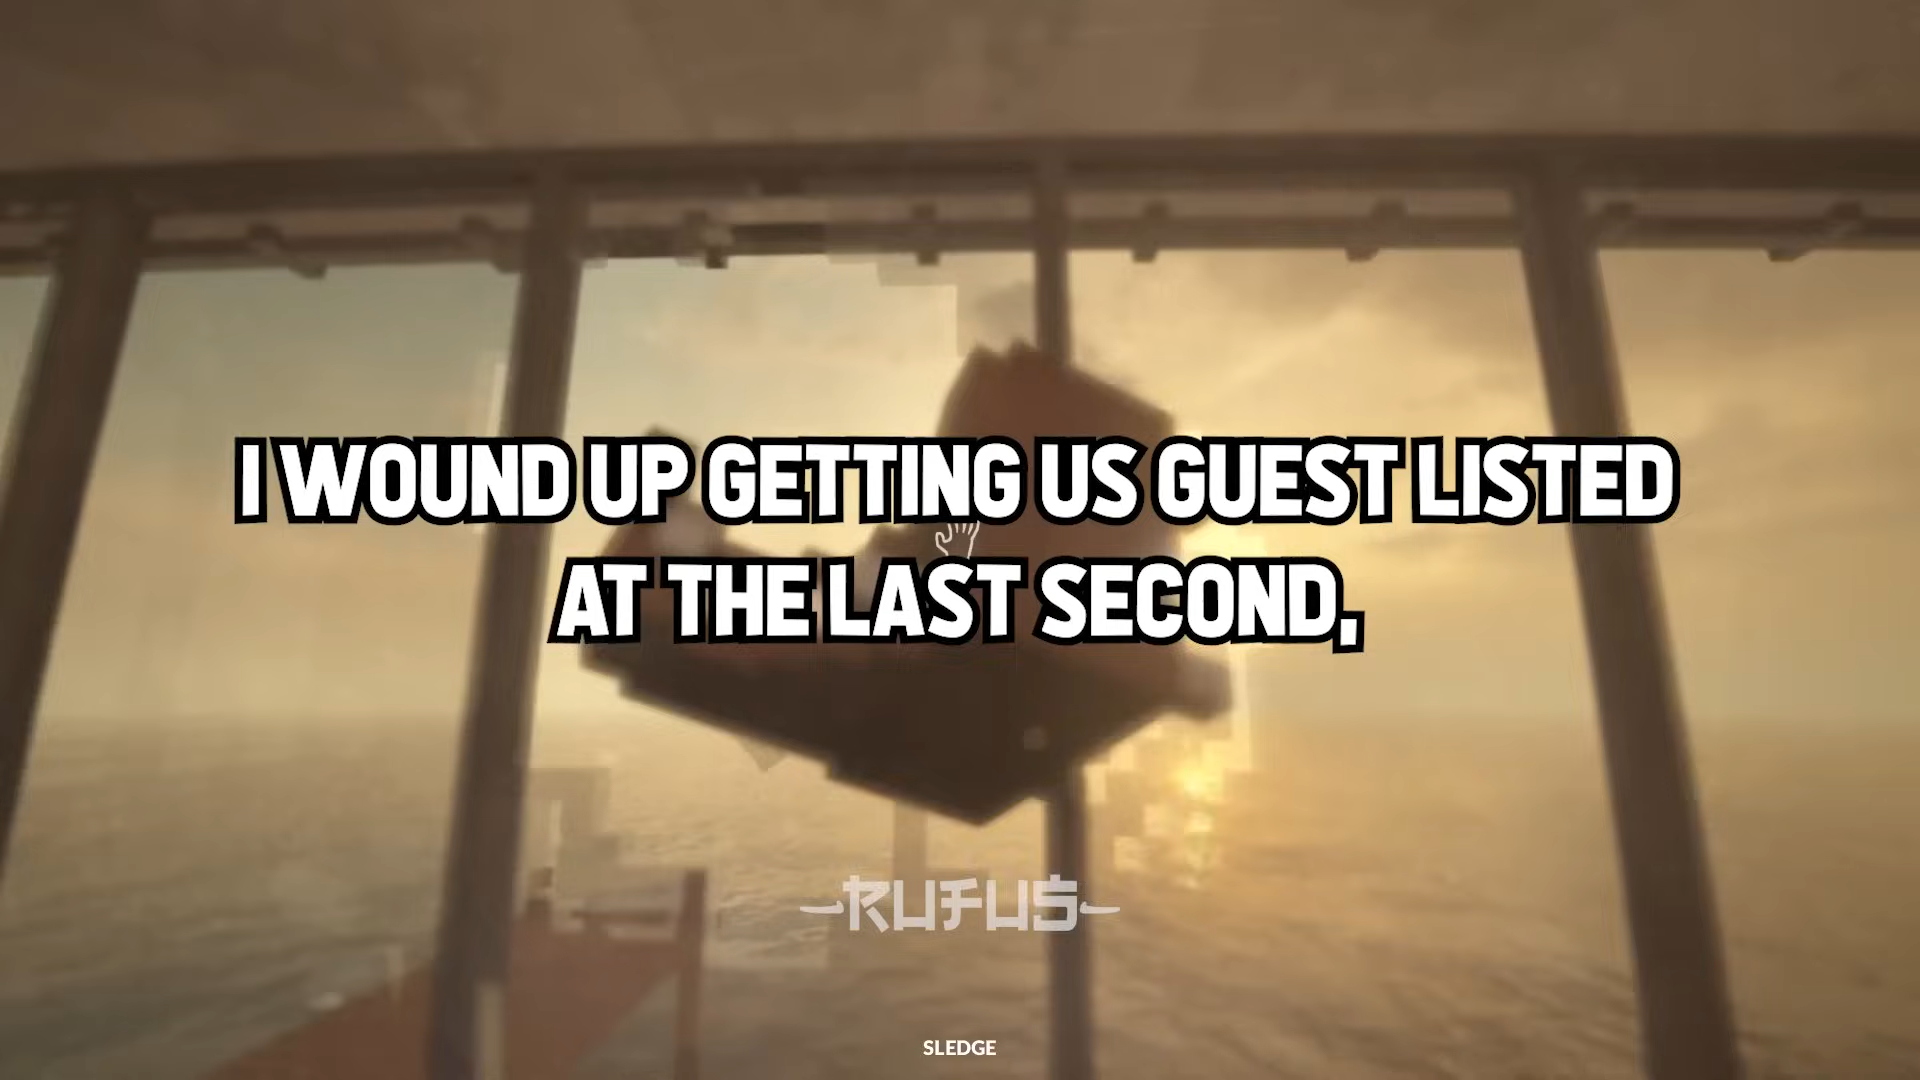 I WOUND UP GETTING US GUEST LISTED
AT THE LAST SECOND,
RUFUS
SLEDGE